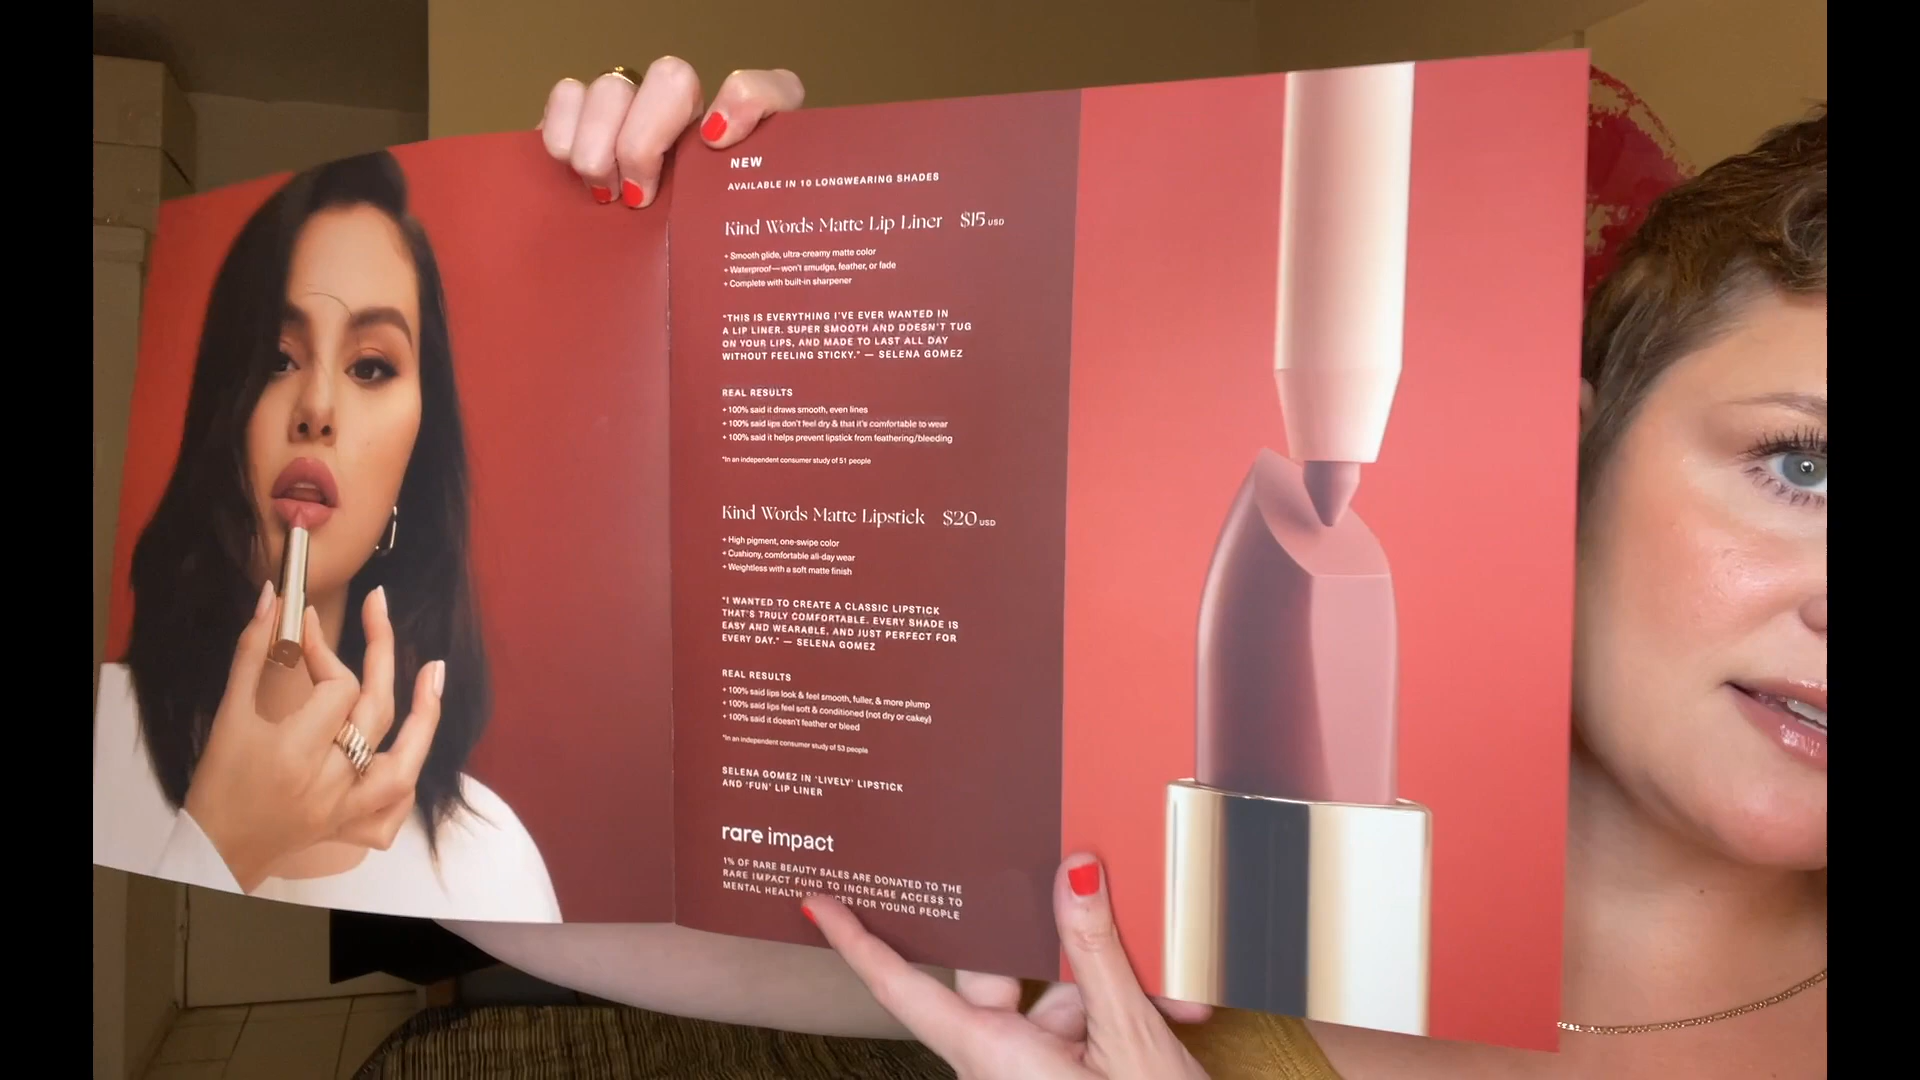 NEW
AVAILABLE IN 10 LONGWEARING SHADES
Kind Words Matte Lip Liner $15 USD
+ Smooth glide, ultra-creamy matte color
+ Waterproof—won't smudge, feather, or fade
+ Complete with built-in sharpener
"THIS IS EVERYTHING I'VE EVER WANTED IN
A LIP LINER. SUPER SMOOTH AND DOESN'T TUG
ON YOUR LIPS, AND MADE TO LAST ALL DAY
WITHOUT FEELING STICKY." — SELENA GOMEZ
REAL RESULTS
+ 100% said it draws smooth, even lines
+ 100% said lips don't feel dry & that it's comfortable to wear
+ 100% said it helps prevent lipstick from feathering/bleeding
*In an independent consumer study of 51 people
Kind Words Matte Lipstick $20 USD
+ High pigment, one-swipe color
+ Cushiony, comfortable all-day wear
+ Weightless with a soft matte finish
"I WANTED TO CREATE A CLASSIC LIPSTICK
THAT'S TRULY COMFORTABLE. EVERY SHADE IS
EASY AND WEARABLE, AND JUST PERFECT FOR
EVERY DAY." — SELENA GOMEZ
REAL RESULTS
+ 100% said lips look & feel smooth, fuller, & more plump
+ 100% said lips feel soft & conditioned (not dry or cakey)
+ 100% said it doesn't feather or bleed
*In an independent consumer study of 53 people
SELENA GOMEZ IN 'LIVELY' LIPSTICK
AND 'FUN' LIP LINER
rare impact
1% OF RARE BEAUTY SALES ARE DONATED TO THE
RARE IMPACT FUND TO INCREASE ACCESS TO
MENTAL HEALTH FOR YOUNG PEOPLE